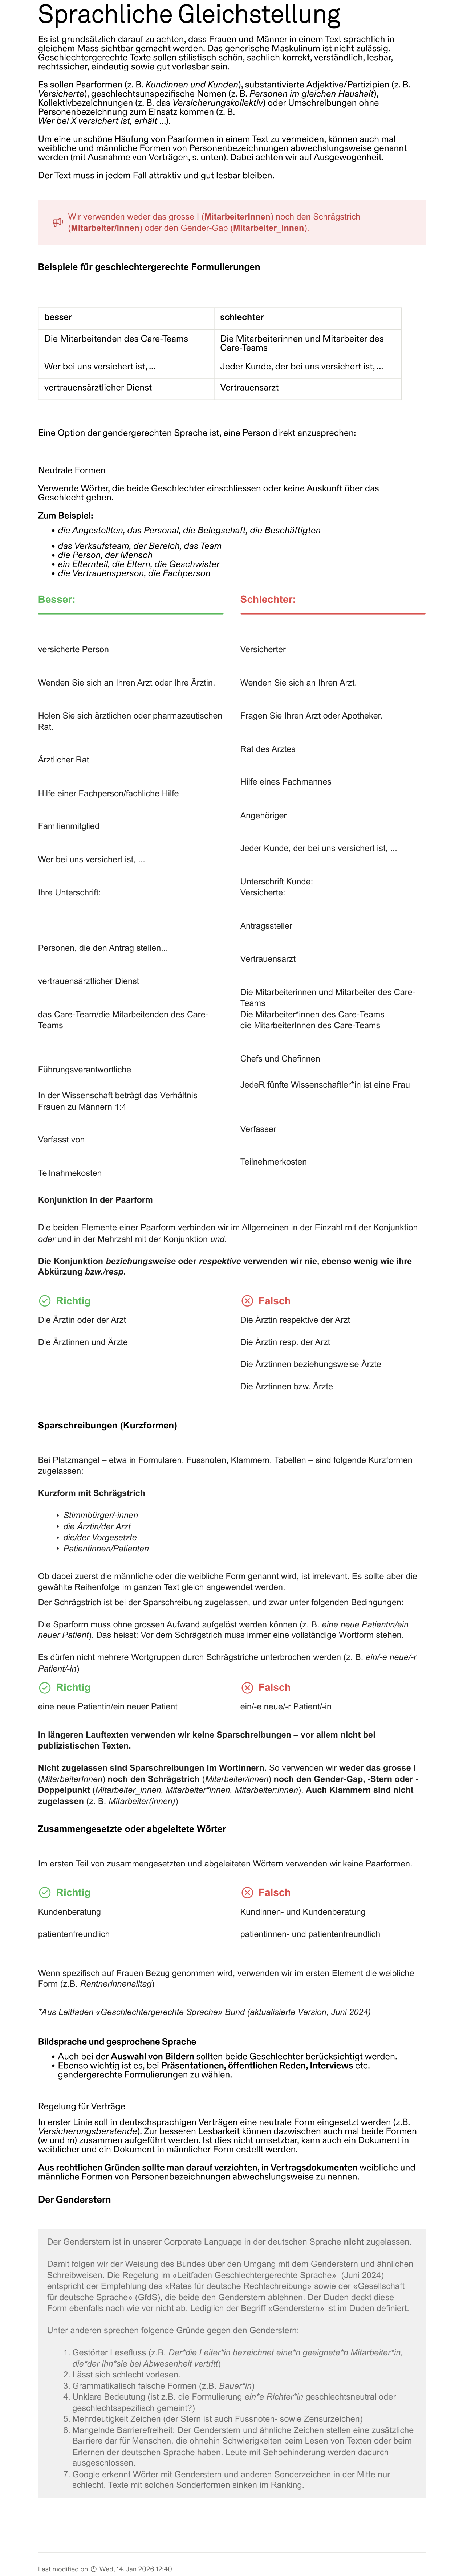 Sprachliche Gleichstellung
Es ist grundsätzlich darauf zu achten, dass Frauen und Männer in einem Text sprachlich in
gleichem Mass sichtbar gemacht werden. Das generische Maskulinum ist nicht zulässig.
Geschlechtergerechte Texte sollen stilistisch schön, sachlich korrekt, verständlich, lesbar,
rechtssicher, eindeutig sowie gut vorlesbar sein.
Es sollen Paarformen (z. B. Kundinnen und Kunden), substantivierte Adjektive/Partizipien (z. B.
Versicherte), geschlechtsunspezifische Nomen (z. B. Personen im gleichen Haushalt),
Kollektivbezeichnungen (z. B. das Versicherungskollektiv) oder Umschreibungen ohne
Personenbezeichnung zum Einsatz kommen (z. B.
Wer bei X versichert ist, erhält ...).
Um eine unschöne Häufung von Paarformen in einem Text zu vermeiden, können auch mal
weibliche und männliche Formen von Personenbezeichnungen abwechslungsweise genannt
werden (mit Ausnahme von Verträgen, s. unten). Dabei achten wir auf Ausgewogenheit.
Der Text muss in jedem Fall attraktiv und gut lesbar bleiben.
Wir verwenden weder das grosse I (MitarbeiterInnen) noch den Schrägstrich
(Mitarbeiter/innen) oder den Gender-Gap (Mitarbeiter_innen).
Beispiele für geschlechtergerechte Formulierungen
besser schlechter
Die Mitarbeitenden des Care-Teams Die Mitarbeiterinnen und Mitarbeiter des
Care-Teams
Wer bei uns versichert ist, ... Jeder Kunde, der bei uns versichert ist, ...
vertrauensärztlicher Dienst Vertrauensarzt
Eine Option der gendergerechten Sprache ist, eine Person direkt anzusprechen:
Neutrale Formen
Verwende Wörter, die beide Geschlechter einschliessen oder keine Auskunft über das
Geschlecht geben.
Zum Beispiel:
• die Angestellten, das Personal, die Belegschaft, die Beschäftigten
• das Verkaufsteam, der Bereich, das Team
• die Person, der Mensch
• ein Elternteil, die Eltern, die Geschwister
• die Vertrauensperson, die Fachperson
Besser:
versicherte Person
Wenden Sie sich an Ihren Arzt oder Ihre Ärztin.
Holen Sie sich ärztlichen oder pharmazeutischen
Rat.
Ärztlicher Rat
Hilfe einer Fachperson/fachliche Hilfe
Familienmitglied
Wer bei uns versichert ist, ...
Ihre Unterschrift:
Personen, die den Antrag stellen...
vertrauensärztlicher Dienst
das Care-Team/die Mitarbeitenden des Care-
Teams
Führungsverantwortliche
In der Wissenschaft beträgt das Verhältnis
Frauen zu Männern 1:4
Verfasst von
Teilnahmekosten
Schlechter:
Versicherter
Wenden Sie sich an Ihren Arzt.
Fragen Sie Ihren Arzt oder Apotheker.
Rat des Arztes
Hilfe eines Fachmannes
Angehöriger
Jeder Kunde, der bei uns versichert ist, ...
Unterschrift Kunde:
Versicherte:
Antragssteller
Vertrauensarzt
Die Mitarbeiterinnen und Mitarbeiter des Care-
Teams
Die Mitarbeiter*innen des Care-Teams
die MitarbeiterInnen des Care-Teams
Chefs und Chefinnen
JedeR fünfte Wissenschaftler*in ist eine Frau
Verfasser
Teilnehmerkosten
Konjunktion in der Paarform
Die beiden Elemente einer Paarform verbinden wir im Allgemeinen in der Einzahl mit der Konjunktion
oder und in der Mehrzahl mit der Konjunktion und.
Die Konjunktion beziehungsweise oder respektive verwenden wir nie, ebenso wenig wie ihre
Abkürzung bzw./resp.
Richtig
Die Ärztin oder der Arzt
Die Ärztinnen und Ärzte
Falsch
Die Ärztin respektive der Arzt
Die Ärztin resp. der Arzt
Die Ärztinnen beziehungsweise Ärzte
Die Ärztinnen bzw. Ärzte
Sparschreibungen (Kurzformen)
Bei Platzmangel – etwa in Formularen, Fussnoten, Klammern, Tabellen – sind folgende Kurzformen
zugelassen:
Kurzform mit Schrägstrich
• Stimmbürger/-innen
• die Ärztin/der Arzt
• die/der Vorgesetzte
• Patientinnen/Patienten
Ob dabei zuerst die männliche oder die weibliche Form genannt wird, ist irrelevant. Es sollte aber die
gewählte Reihenfolge im ganzen Text gleich angewendet werden.
Der Schrägstrich ist bei der Sparschreibung zugelassen, und zwar unter folgenden Bedingungen:
Die Sparform muss ohne grossen Aufwand aufgelöst werden können (z. B. eine neue Patientin/ein
neuer Patient). Das heisst: Vor dem Schrägstrich muss immer eine vollständige Wortform stehen.
Es dürfen nicht mehrere Wortgruppen durch Schrägstriche unterbrochen werden (z. B. ein/-e neue/-r
Patient/-in)
Richtig
eine neue Patientin/ein neuer Patient
Falsch
ein/-e neue/-r Patient/-in
In längeren Lauftexten verwenden wir keine Sparschreibungen – vor allem nicht bei
publizistischen Texten.
Nicht zugelassen sind Sparschreibungen im Wortinnern. So verwenden wir weder das grosse I
(MitarbeiterInnen) noch den Schrägstrich (Mitarbeiter/innen) noch den Gender-Gap, -Stern oder -
Doppelpunkt (Mitarbeiter_innen, Mitarbeiter*innen, Mitarbeiter:innen). Auch Klammern sind nicht
zugelassen (z. B. Mitarbeiter(innen))
Zusammengesetzte oder abgeleitete Wörter
Im ersten Teil von zusammengesetzten und abgeleiteten Wörtern verwenden wir keine Paarformen.
Richtig
Kundenberatung
patientenfreundlich
Falsch
Kundinnen- und Kundenberatung
patientinnen- und patientenfreundlich
Wenn spezifisch auf Frauen Bezug genommen wird, verwenden wir im ersten Element die weibliche
Form (z.B. Rentnerinnenalltag)
*Aus Leitfaden «Geschlechtergerechte Sprache» Bund (aktualisierte Version, Juni 2024)
Bildsprache und gesprochene Sprache
• Auch bei der Auswahl von Bildern sollten beide Geschlechter berücksichtigt werden.
• Ebenso wichtig ist es, bei Präsentationen, öffentlichen Reden, Interviews etc.
gendergerechte Formulierungen zu wählen.
Regelung für Verträge
In erster Linie soll in deutschsprachigen Verträgen eine neutrale Form eingesetzt werden (z.B.
Versicherungsberatende). Zur besseren Lesbarkeit können dazwischen auch mal beide Formen
(w und m) zusammen aufgeführt werden. Ist dies nicht umsetzbar, kann auch ein Dokument in
weiblicher und ein Dokument in männlicher Form erstellt werden.
Aus rechtlichen Gründen sollte man darauf verzichten, in Vertragsdokumenten weibliche und
männliche Formen von Personenbezeichnungen abwechslungsweise zu nennen.
Der Genderstern
Der Genderstern ist in unserer Corporate Language in der deutschen Sprache nicht zugelassen.
Damit folgen wir der Weisung des Bundes über den Umgang mit dem Genderstern und ähnlichen
Schreibweisen. Die Regelung im «Leitfaden Geschlechtergerechte Sprache» (Juni 2024)
entspricht der Empfehlung des «Rates für deutsche Rechtschreibung» sowie der «Gesellschaft
für deutsche Sprache» (GfdS), die beide den Genderstern ablehnen. Der Duden deckt diese
Form ebenfalls nach wie vor nicht ab. Lediglich der Begriff «Genderstern» ist im Duden definiert.
Unter anderen sprechen folgende Gründe gegen den Genderstern:
1. Gestörter Lesefluss (z.B. Der*die Leiter*in bezeichnet eine*n geeignete*n Mitarbeiter*in,
die*der ihn*sie bei Abwesenheit vertritt)
2. Lässt sich schlecht vorlesen.
3. Grammatikalisch falsche Formen (z.B. Bauer*in)
4. Unklare Bedeutung (ist z.B. die Formulierung ein*e Richter*in geschlechtsneutral oder
geschlechtsspezifisch gemeint?)
5. Mehrdeutigkeit Zeichen (der Stern ist auch Fussnoten- sowie Zensurzeichen)
6. Mangelnde Barrierefreiheit: Der Genderstern und ähnliche Zeichen stellen eine zusätzliche
Barriere dar für Menschen, die ohnehin Schwierigkeiten beim Lesen von Texten oder beim
Erlernen der deutschen Sprache haben. Leute mit Sehbehinderung werden dadurch
ausgeschlossen.
7. Google erkennt Wörter mit Genderstern und anderen Sonderzeichen in der Mitte nur
schlecht. Texte mit solchen Sonderformen sinken im Ranking.
Last modified on Wed, 14. Jan 2026 12:40